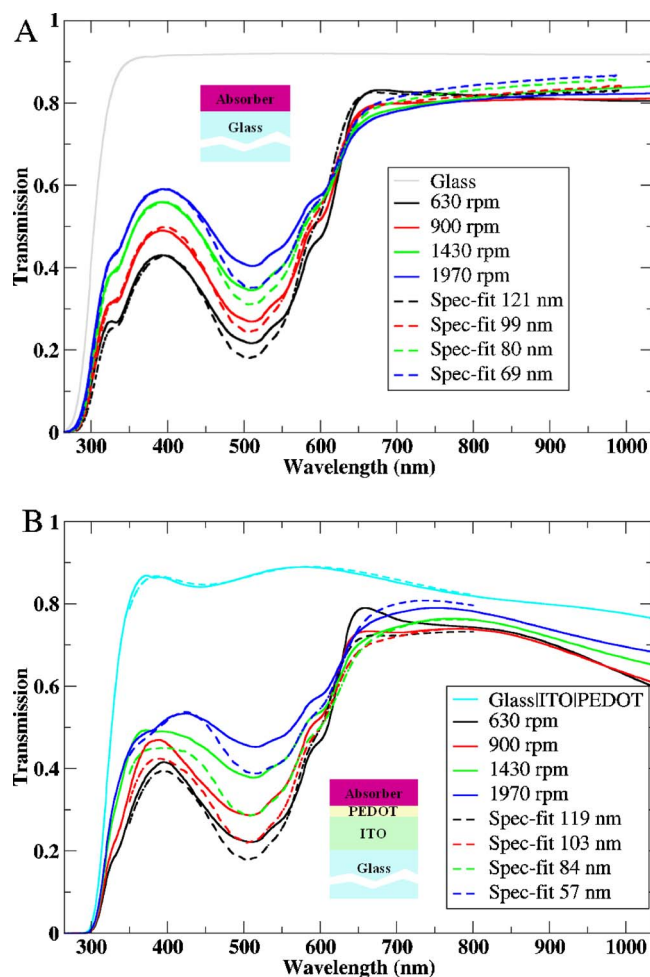 A
1
0.8
0.6
0.4
0.2
0
Transmission
Absorber
Glass
Glass
630 rpm
900 rpm
1430 rpm
1970 rpm
Spec-fit 121 nm
Spec-fit 99 nm
Spec-fit 80 nm
Spec-fit 69 nm
300 400 500 600 700 800 900 1000
Wavelength (nm)
B
1
0.8
0.6
0.4
0.2
0
Transmission
Glass|ITO|PEDOT
630 rpm
900 rpm
1430 rpm
1970 rpm
Spec-fit 119 nm
Spec-fit 103 nm
Spec-fit 84 nm
Spec-fit 57 nm
Absorber
PEDOT
ITO
Glass
300 400 500 600 700 800 900 1000
Wavelength (nm)